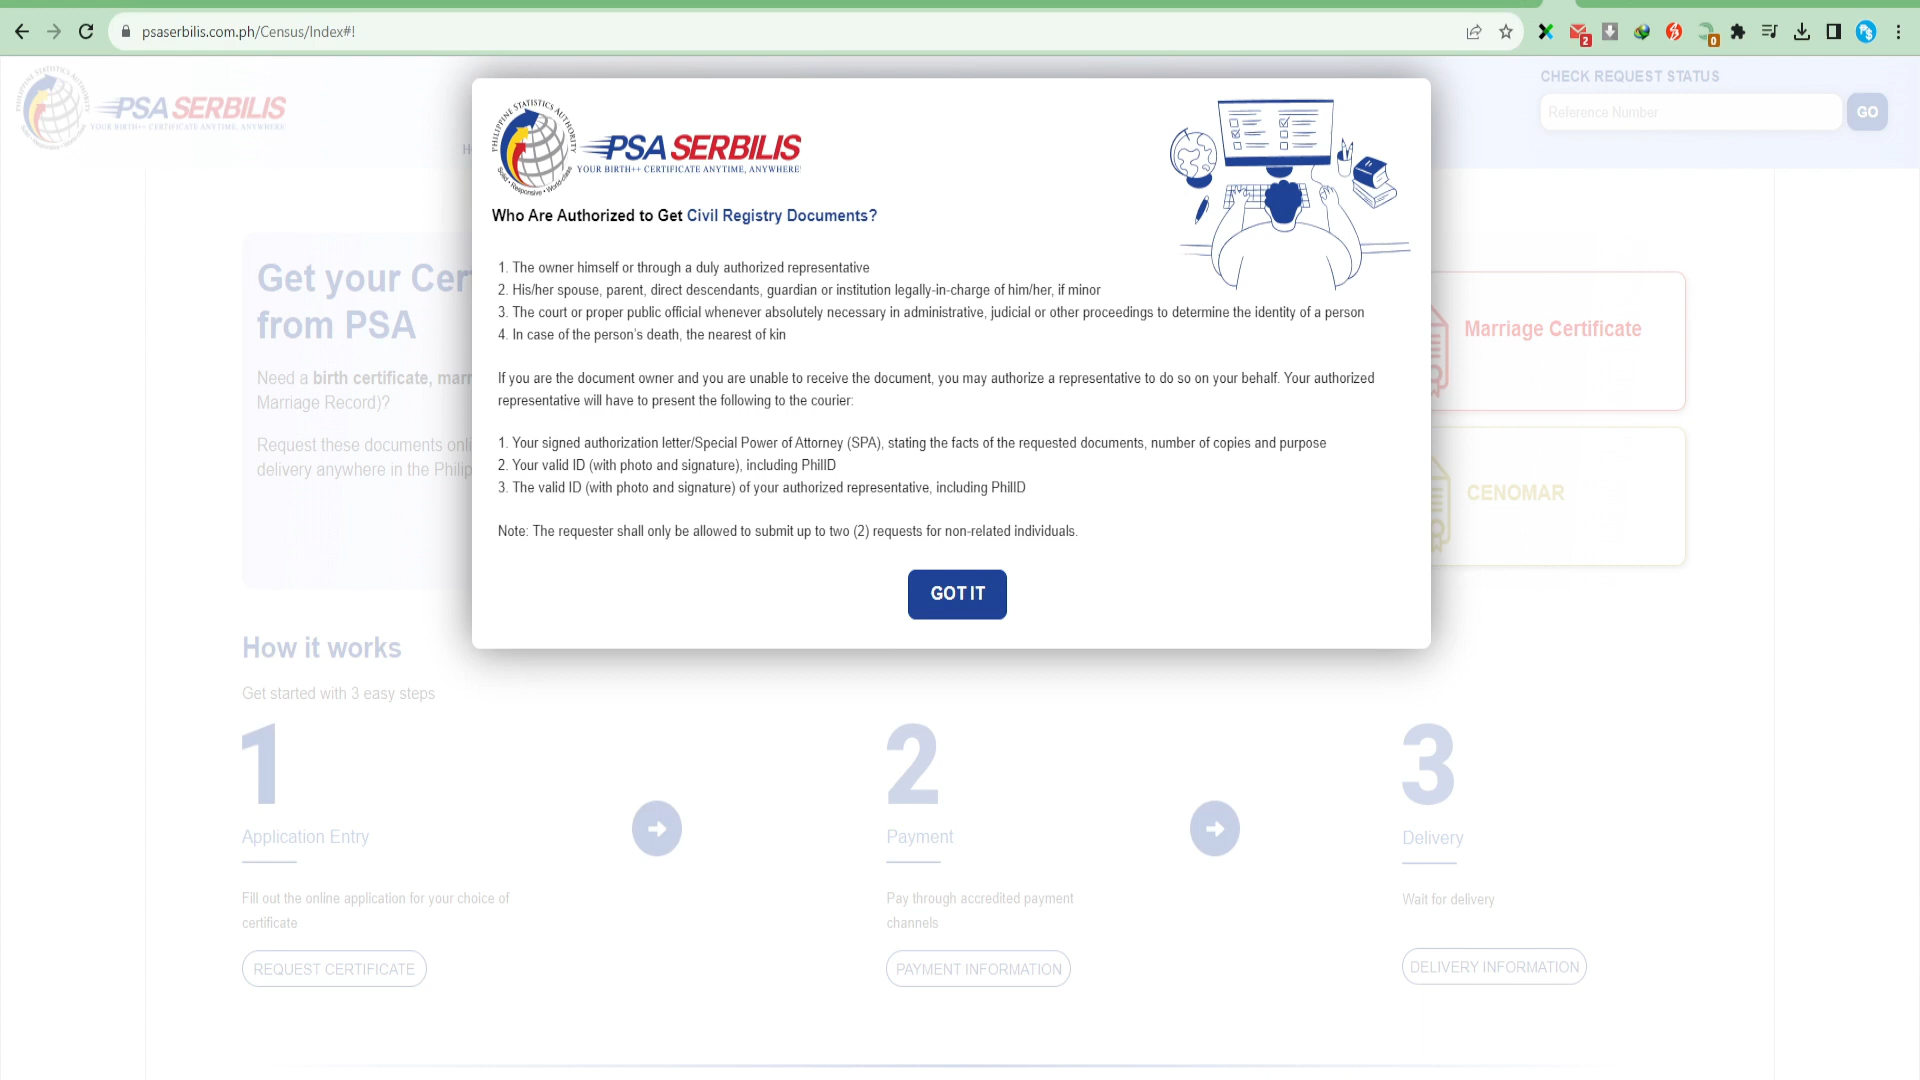 psaserbilis.com.ph/Census/Index#!
2
0
PSA SERBILIS
YOUR BIRTH++ CERTIFICATE ANYTIME, ANYWHERE!
CHECK REQUEST STATUS
Reference Number
GO
H
PHILIPPINE STATISTICS AUTHORITY
Solid • Responsive • World-class
PSA SERBILIS
YOUR BIRTH++ CERTIFICATE ANYTIME, ANYWHERE!
Who Are Authorized to Get Civil Registry Documents?
1. The owner himself or through a duly authorized representative
2. His/her spouse, parent, direct descendants, guardian or institution legally-in-charge of him/her, if minor
3. The court or proper public official whenever absolutely necessary in administrative, judicial or other proceedings to determine the identity of a person
4. In case of the person's death, the nearest of kin
If you are the document owner and you are unable to receive the document, you may authorize a representative to do so on your behalf. Your authorized
representative will have to present the following to the courier:
1. Your signed authorization letter/Special Power of Attorney (SPA), stating the facts of the requested documents, number of copies and purpose
2. Your valid ID (with photo and signature), including PhilID
3. The valid ID (with photo and signature) of your authorized representative, including PhilID
Note: The requester shall only be allowed to submit up to two (2) requests for non-related individuals.
GOT IT
Get your Cer
from PSA
Need a birth certificate, marr
Marriage Record)?
Request these documents onli
delivery anywhere in the Philip
Marriage Certificate
CENOMAR
How it works
Get started with 3 easy steps
1
Application Entry
Fill out the online application for your choice of
certificate
REQUEST CERTIFICATE
2
Payment
Pay through accredited payment
channels
PAYMENT INFORMATION
3
Delivery
Wait for delivery
DELIVERY INFORMATION